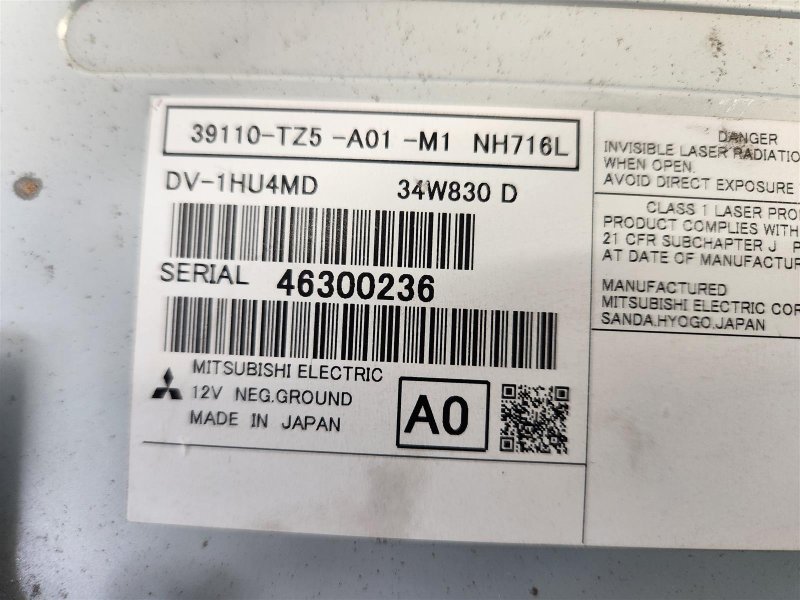 39110-TZ5 -A01 -M1 NH716L
DV-1HU4MD 34W830 D
SERIAL 46300236
MITSUBISHI ELECTRIC
12V NEG.GROUND
MADE IN JAPAN
A0
DANGER
INVISIBLE LASER RADIATIO
WHEN OPEN.
AVOID DIRECT EXPOSURE
CLASS 1 LASER PRO
PRODUCT COMPLIES WITH
21 CFR SUBCHAPTER J P
AT DATE OF MANUFACTUR
MANUFACTURED
MITSUBISHI ELECTRIC COR
SANDA.HYOGO.JAPAN